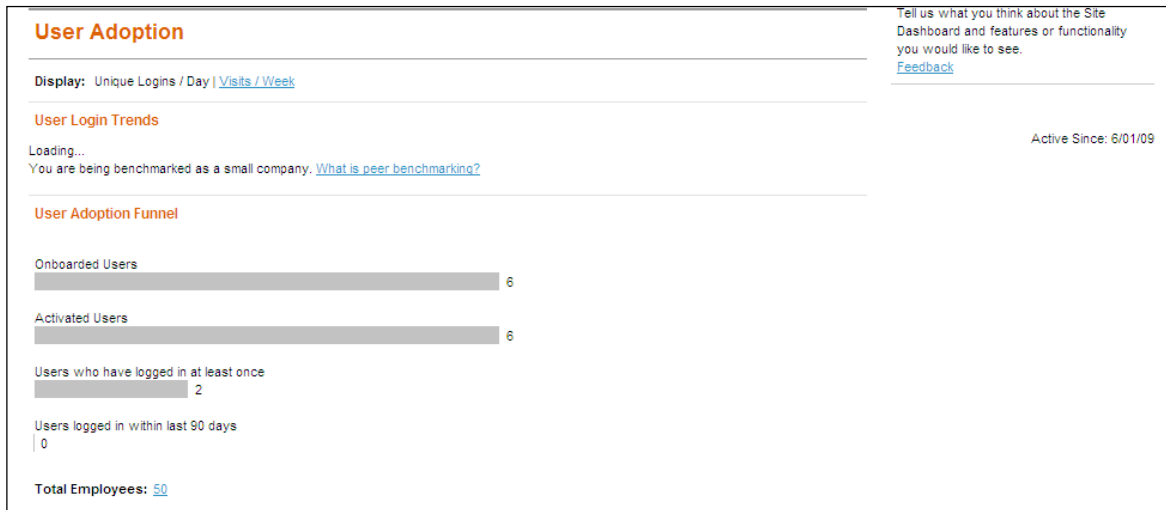 User Adoption
Display: Unique Logins / Day | Visits / Week
User Login Trends
Loading...
You are being benchmarked as a small company. What is peer benchmarking?
User Adoption Funnel
Onboarded Users
6
Activated Users
6
Users who have logged in at least once
2
Users logged in within last 90 days
0
Total Employees: 50
Tell us what you think about the Site
Dashboard and features or functionality
you would like to see.
Feedback
Active Since: 6/01/09